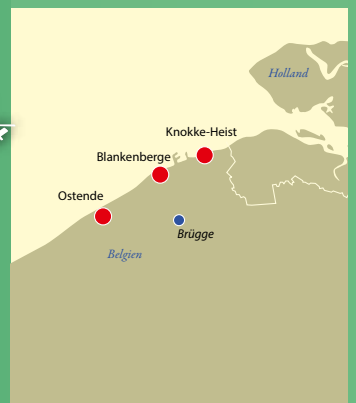 Holland
Knokke-Heist
Blankenberge
Ostende
Brügge
Belgien